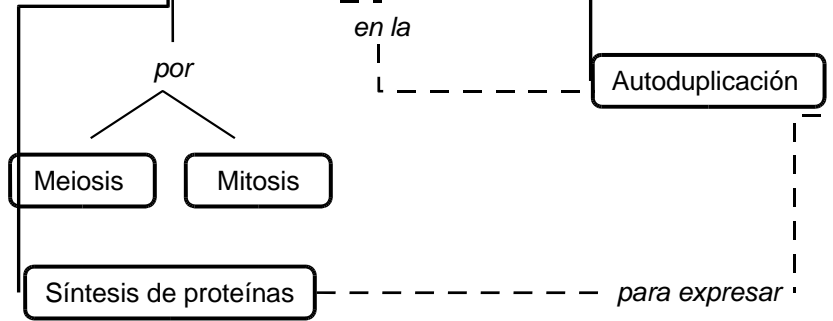 en la
por
Autoduplicación
Meiosis
Mitosis
Síntesis de proteínas
para expresar